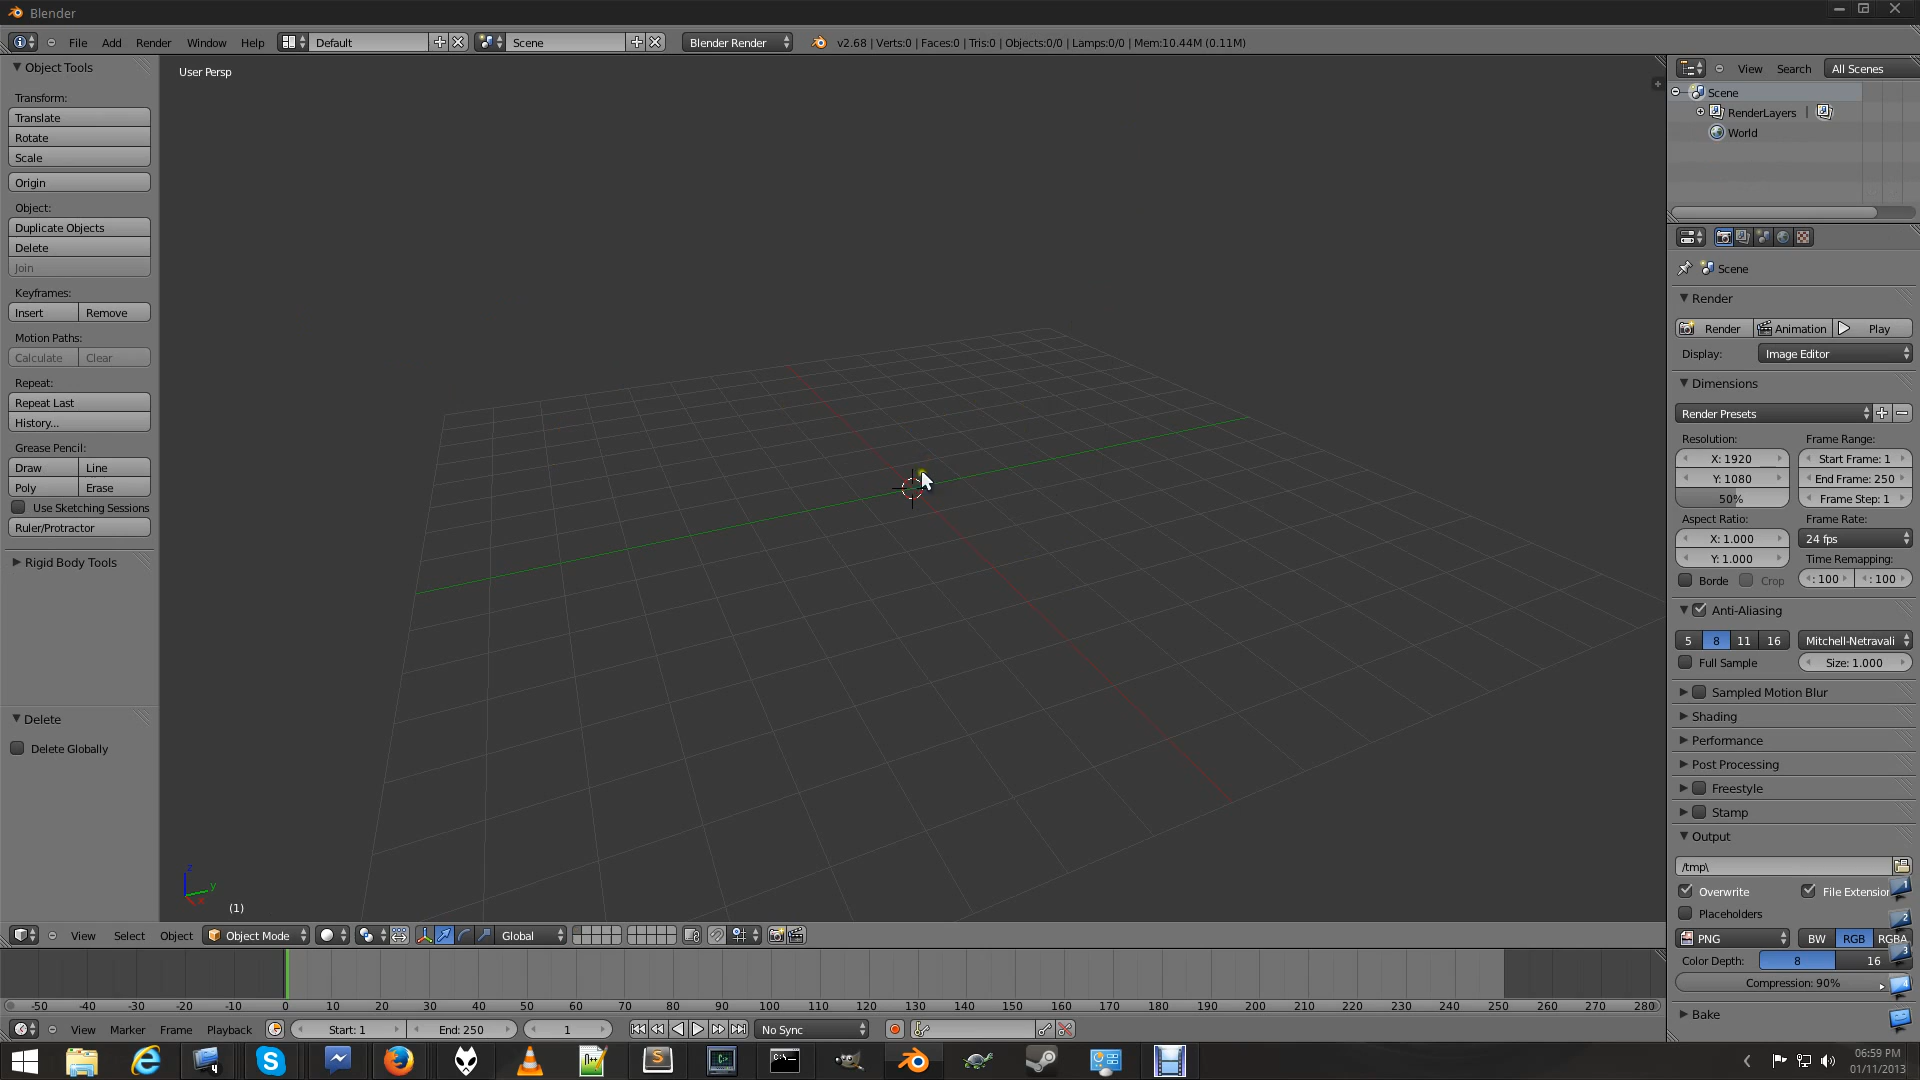 Blender
File Add Render Window Help Default Scene Blender Render v2.68 | Verts:0 | Faces:0 | Tris:0 | Objects:0/0 | Lamps:0/0 | Mem:10.44M (0.11M)
Object Tools
Transform:
Translate
Rotate
Scale
Origin
Object:
Duplicate Objects
Delete
Join
Keyframes:
Insert Remove
Motion Paths:
Calculate Clear
Repeat:
Repeat Last
History...
Grease Pencil:
Draw Line
Poly Erase
Use Sketching Sessions
Ruler/Protractor
Rigid Body Tools
Delete
Delete Globally
User Persp
z
y
x
(1)
View Select Object Object Mode Global
-50 -40 -30 -20 -10 0 10 20 30 40 50 60 70 80 90 100 110 120 130 140 150 160 170 180 190 200 210 220 230 240 250 260 270 280
View Marker Frame Playback Start: 1 End: 250 1 No Sync
View Search All Scenes
Scene
RenderLayers |
World
Scene
Render
Render Animation Play
Display: Image Editor
Dimensions
Render Presets
Resolution: Frame Range:
X: 1920 Start Frame: 1
Y: 1080 End Frame: 250
50% Frame Step: 1
Aspect Ratio: Frame Rate:
X: 1.000 24 fps
Y: 1.000 Time Remapping:
Borde Crop : 100 : 100
Anti-Aliasing
5 8 11 16 Mitchell-Netravali
Full Sample Size: 1.000
Sampled Motion Blur
Shading
Performance
Post Processing
Freestyle
Stamp
Output
/tmp\
Overwrite File Extension
Placeholders
PNG BW RGB RGBA
Color Depth: 8 16
Compression: 90%
Bake
1
2
3
4
06:59 PM
01/11/2013